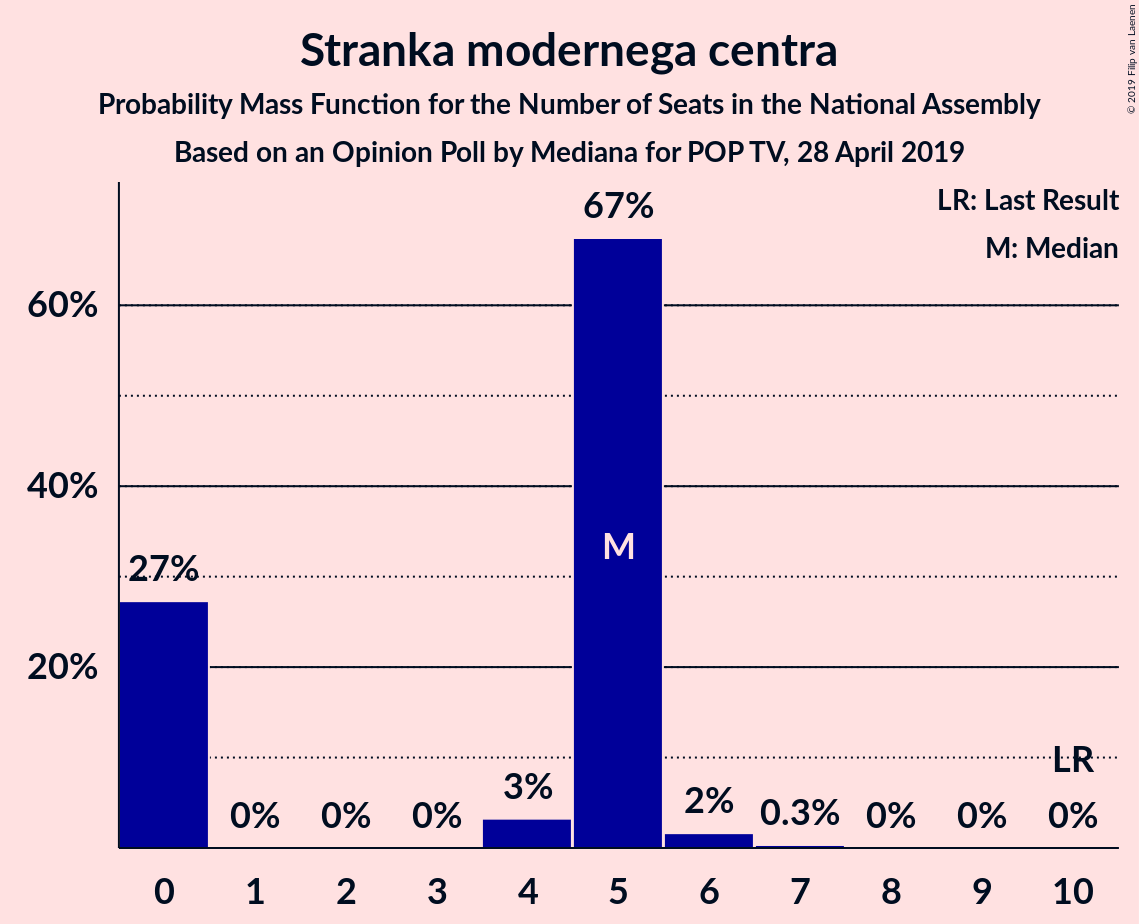 Stranka modernega centra
Probability Mass Function for the Number of Seats in the National Assembly
Based on an Opinion Poll by Mediana for POP TV, 28 April 2019
© 2019 Filip van Laenen
LR: Last Result
M: Median
60%
40%
20%
27%
0%
0%
0%
3%
67%
M
2%
0.3%
0%
0%
LR
0%
0 1 2 3 4 5 6 7 8 9 10